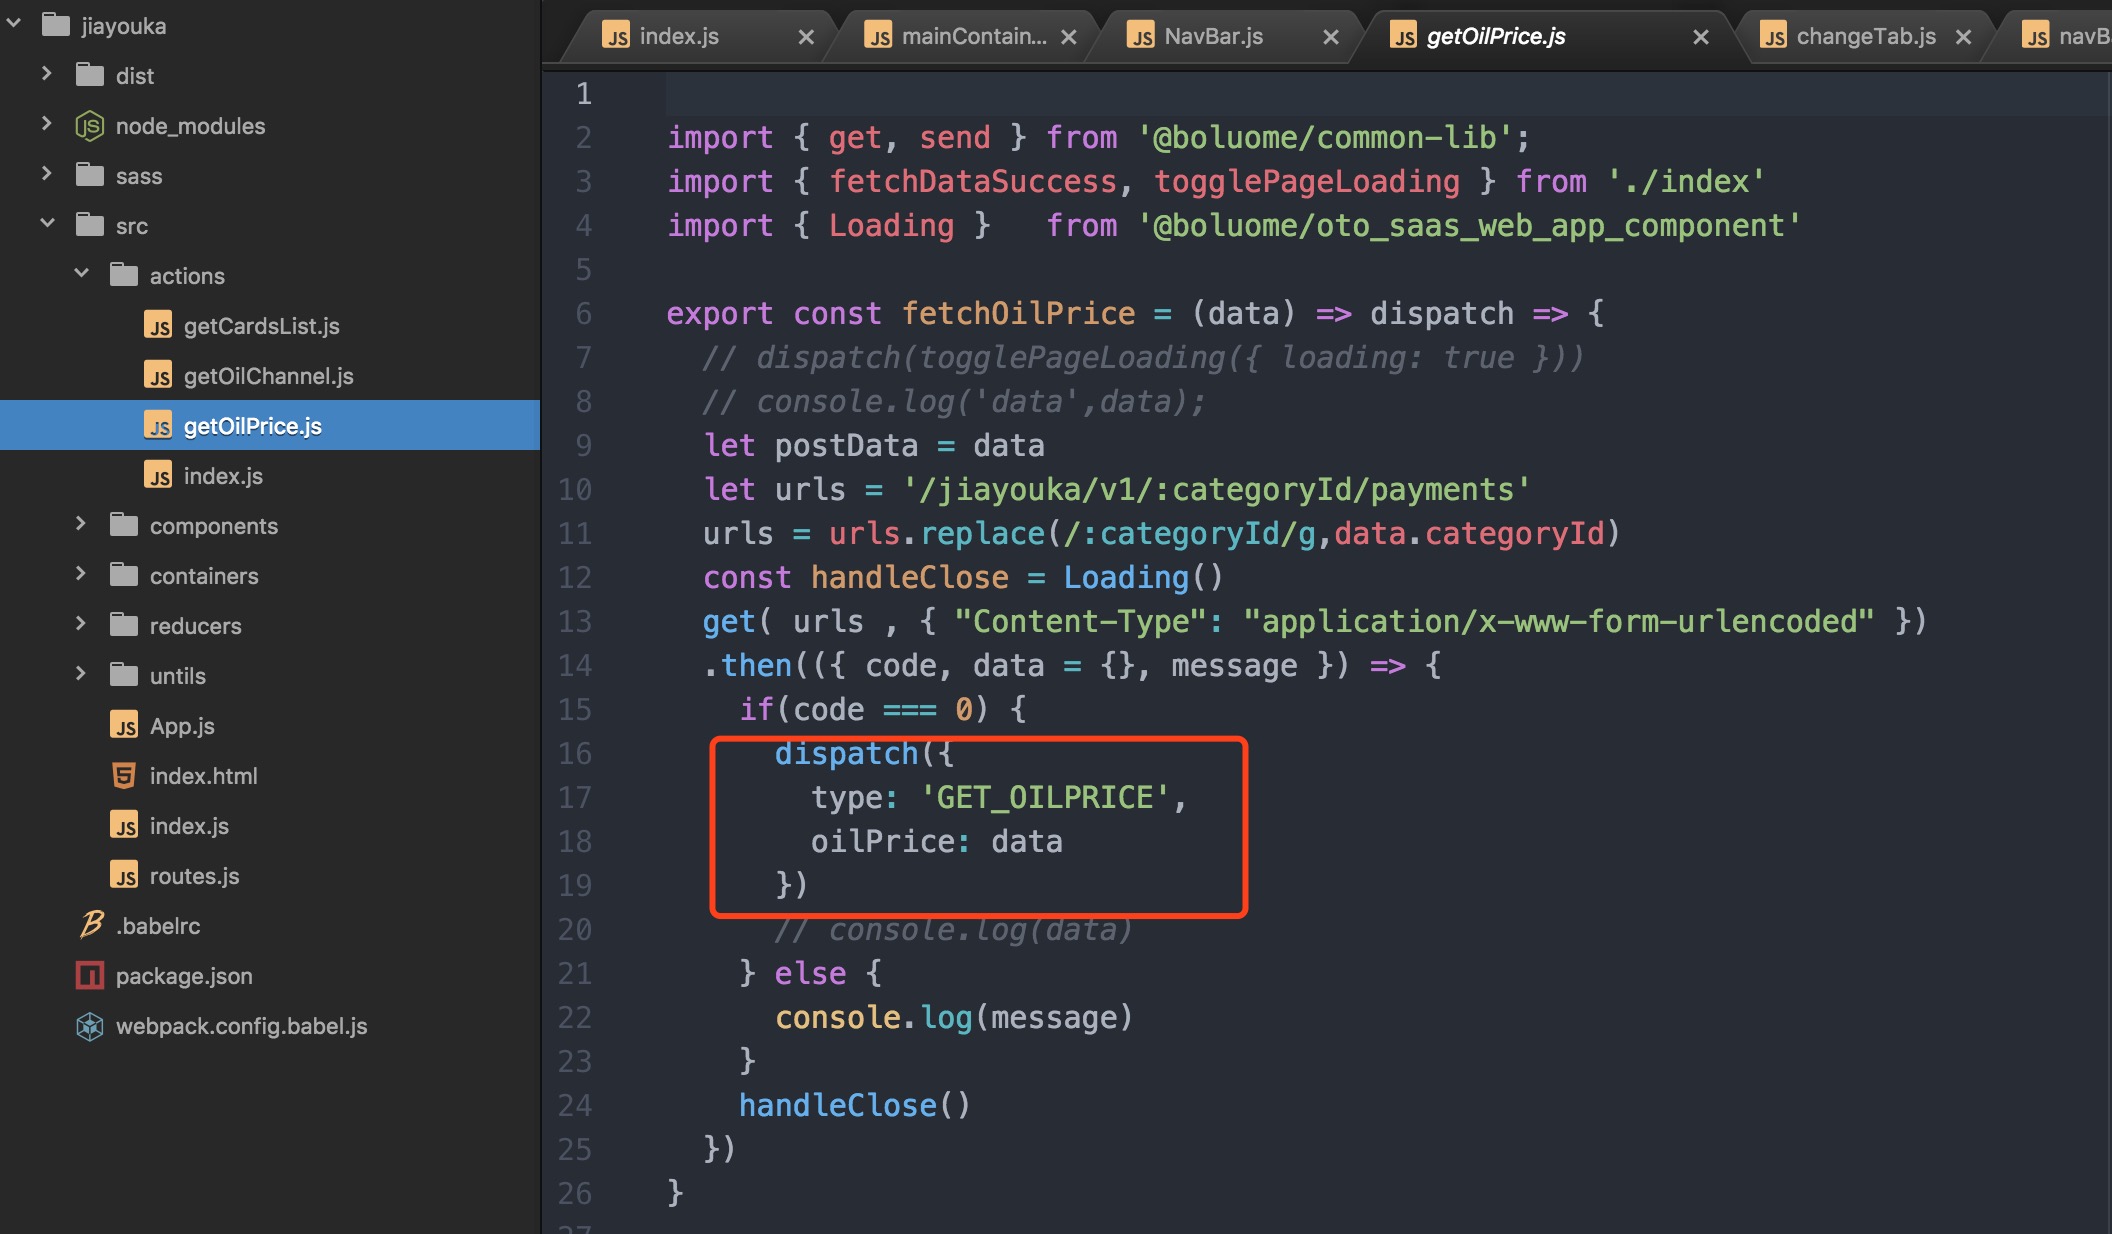 jiayouka
dist
node_modules
sass
src
actions
getCardsList.js
getOilChannel.js
getOilPrice.js
index.js
components
containers
reducers
untils
App.js
index.html
index.js
routes.js
.babelrc
package.json
webpack.config.babel.js
index.js
mainContain...
NavBar.js
getOilPrice.js
changeTab.js
navB
1
2 import { get, send } from '@boluome/common-lib';
3 import { fetchDataSuccess, togglePageLoading } from './index'
4 import { Loading }   from '@boluome/oto_saas_web_app_component'
5
6 export const fetchOilPrice = (data) => dispatch => {
7   // dispatch(togglePageLoading({ loading: true }))
8   // console.log('data',data);
9   let postData = data
10   let urls = '/jiayouka/v1/:categoryId/payments'
11   urls = urls.replace(/:categoryId/g,data.categoryId)
12   const handleClose = Loading()
13   get( urls , { "Content-Type": "application/x-www-form-urlencoded" })
14   .then(({ code, data = {}, message }) => {
15     if(code === 0) {
16       dispatch({
17         type: 'GET_OILPRICE',
18         oilPrice: data
19       })
20       // console.log(data)
21     } else {
22       console.log(message)
23     }
24     handleClose()
25   })
26 }
27